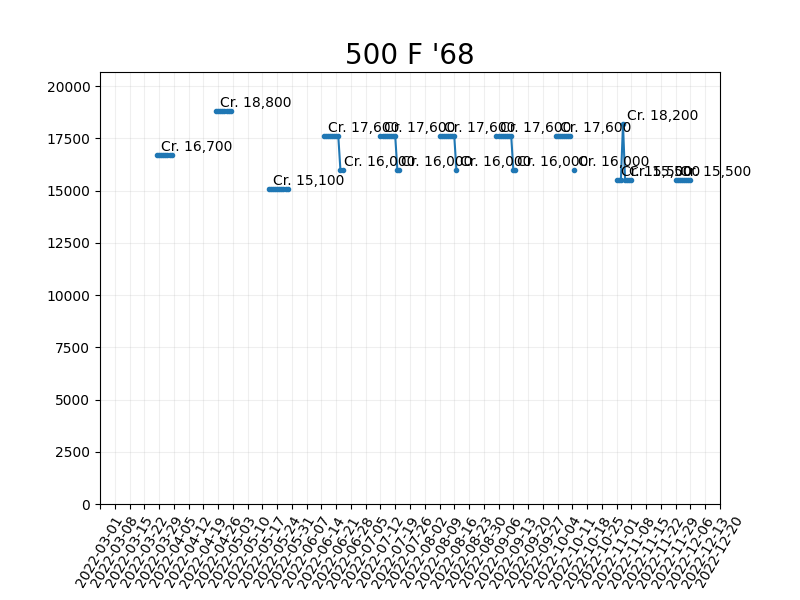 500 F '68
20000
17500
15000
12500
10000
7500
5000
2500
0
Cr. 16,700
Cr. 18,800
Cr. 15,100
Cr. 17,600
Cr. 16,000
Cr. 17,600
Cr. 16,000
Cr. 17,600
Cr. 16,000
Cr. 17,600
Cr. 16,000
Cr. 17,600
Cr. 16,000
Cr. 15,500
Cr. 18,200
Cr. 15,500
Cr. 15,500
2022-03-01
2022-03-08
2022-03-15
2022-03-22
2022-03-29
2022-04-05
2022-04-12
2022-04-19
2022-04-26
2022-05-03
2022-05-10
2022-05-17
2022-05-24
2022-05-31
2022-06-07
2022-06-14
2022-06-21
2022-06-28
2022-07-05
2022-07-12
2022-07-19
2022-07-26
2022-08-02
2022-08-09
2022-08-16
2022-08-23
2022-08-30
2022-09-06
2022-09-13
2022-09-20
2022-09-27
2022-10-04
2022-10-11
2022-10-18
2022-10-25
2022-11-01
2022-11-08
2022-11-15
2022-11-22
2022-11-29
2022-12-06
2022-12-13
2022-12-20